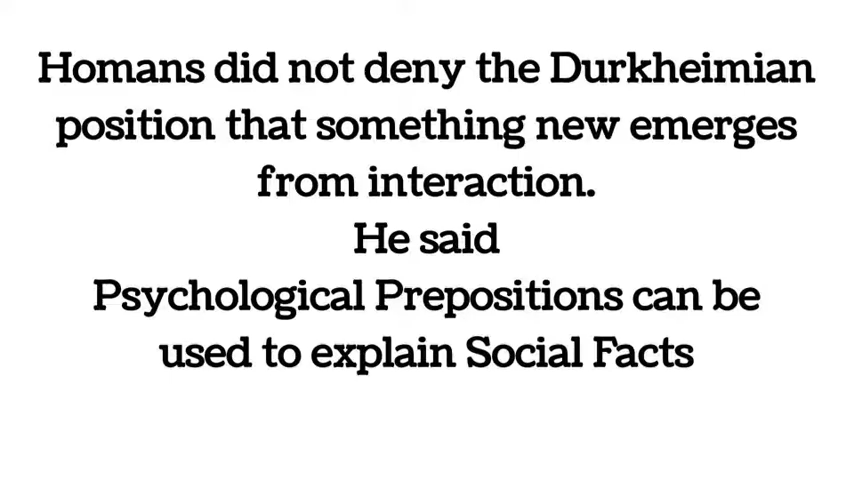 Homans did not deny the Durkheimian
position that something new emerges
from interaction.
He said
Psychological Prepositions can be
used to explain Social Facts